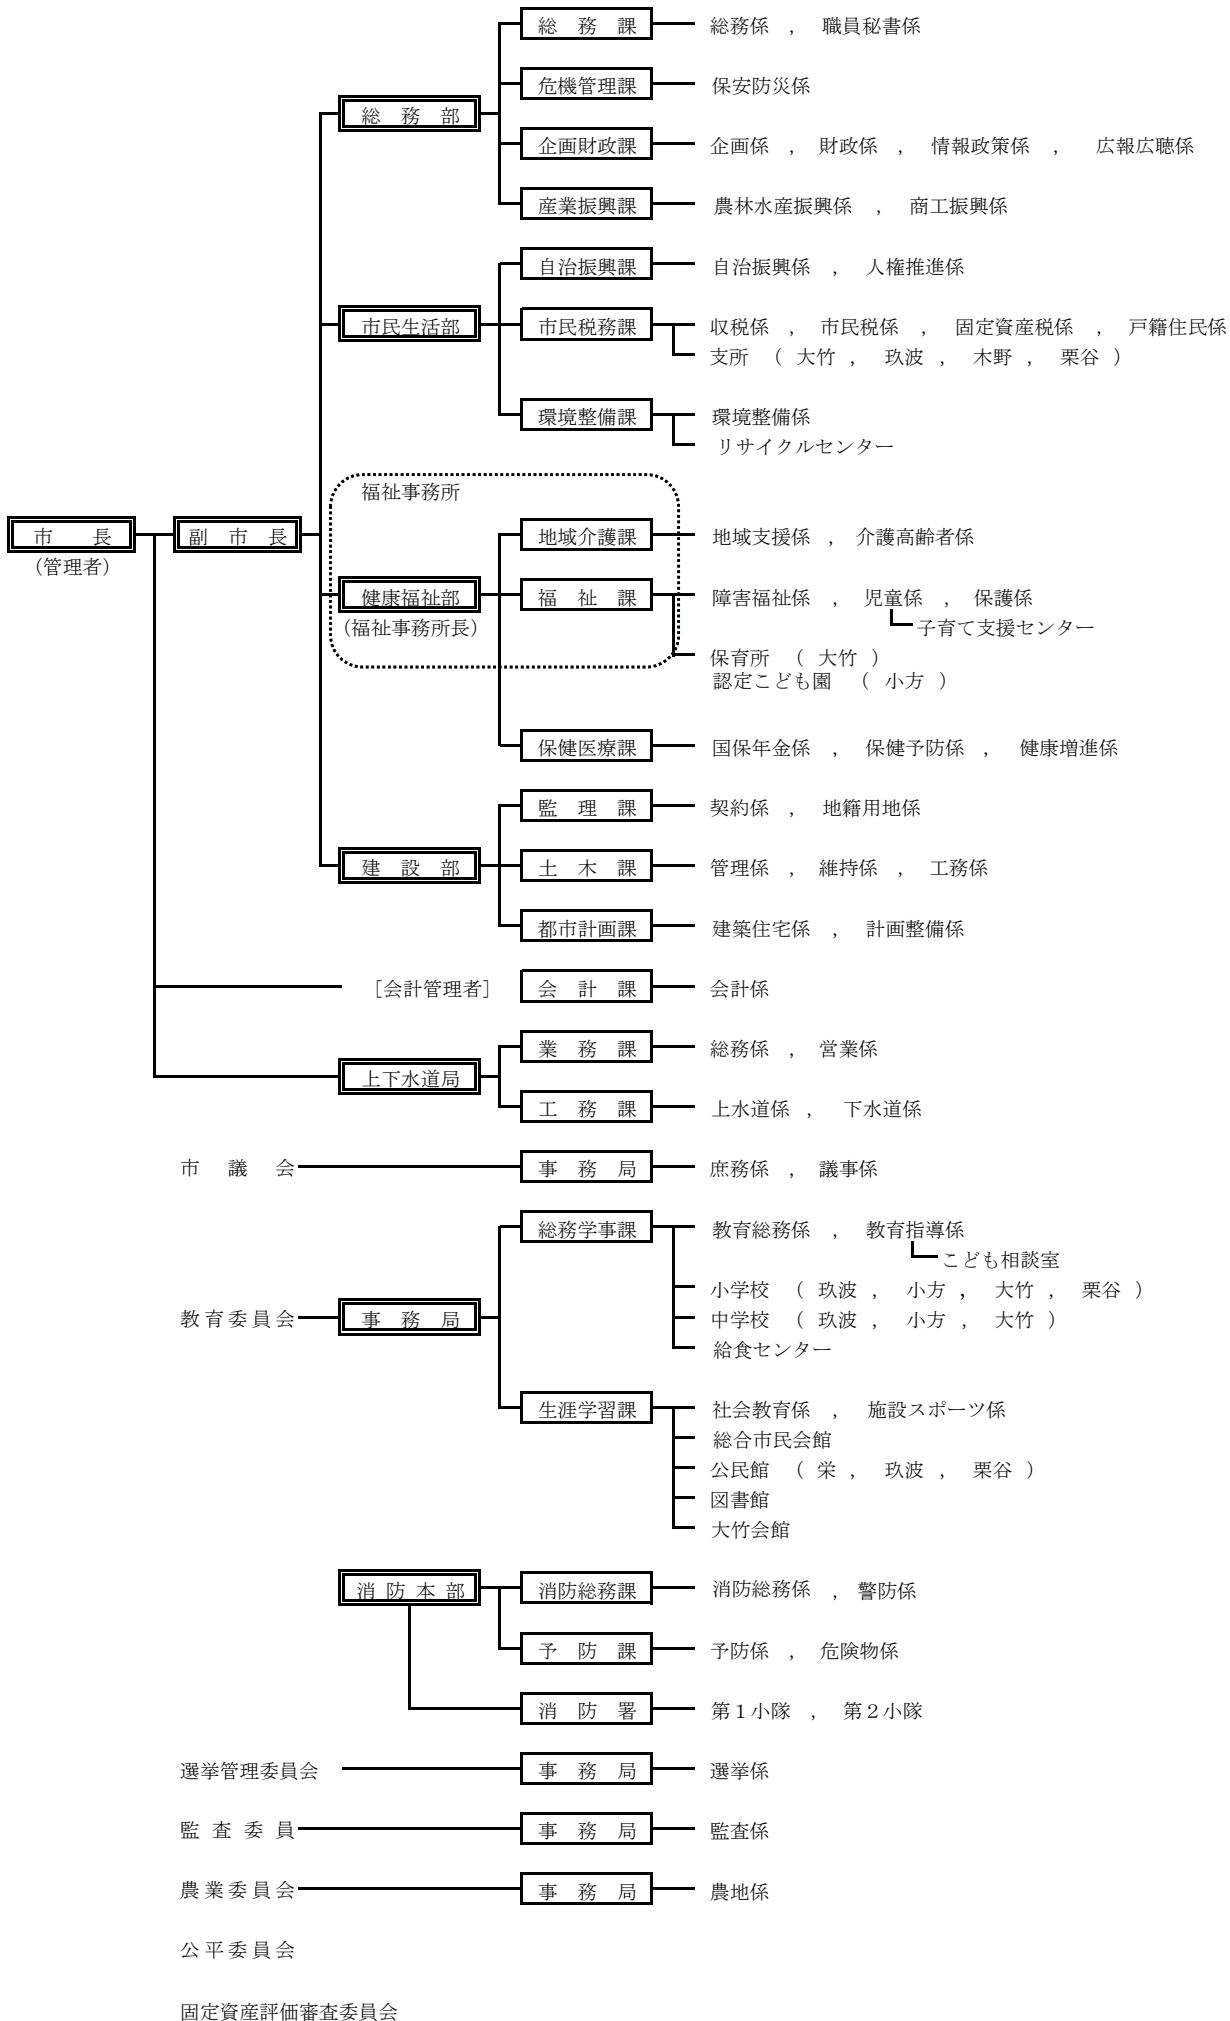 総務課 総務係 , 職員秘書係
危機管理課 保安防災係
総務部
企画財政課 企画係 , 財政係 , 情報政策係 , 広報広聴係
産業振興課 農林水産振興係 , 商工振興係
自治振興課 自治振興係 , 人権推進係
市民生活部 市民税務課 収税係 , 市民税係 , 固定資産税係 , 戸籍住民係
支所 ( 大竹 , 玖波 , 木野 , 栗谷 )
環境整備課 環境整備係
リサイクルセンター
福祉事務所
市長 副市長 地域介護課 地域支援係 , 介護高齢者係
(管理者)
健康福祉部 福祉課 障害福祉係 , 児童係 , 保護係
(福祉事務所長) 子育て支援センター
保育所 ( 大竹 )
認定こども園 ( 小方 )
保健医療課 国保年金係 , 保健予防係 , 健康増進係
監理課 契約係 , 地籍用地係
建設部 土木課 管理係 , 維持係 , 工務係
都市計画課 建築住宅係 , 計画整備係
[会計管理者] 会計課 会計係
業務課 総務係 , 営業係
上下水道局
工務課 上水道係 , 下水道係
市議会 事務局 庶務係 , 議事係
総務学事課 教育総務係 , 教育指導係
こども相談室
小学校 ( 玖波 , 小方 , 大竹 , 栗谷 )
教育委員会 事務局 中学校 ( 玖波 , 小方 , 大竹 )
給食センター
生涯学習課 社会教育係 , 施設スポーツ係
総合市民会館
公民館 ( 栄 , 玖波 , 栗谷 )
図書館
大竹会館
消防本部 消防総務課 消防総務係 , 警防係
予防課 予防係 , 危険物係
消防署 第1小隊 , 第2小隊
選挙管理委員会 事務局 選挙係
監査委員 事務局 監査係
農業委員会 事務局 農地係
公平委員会
固定資産評価審査委員会